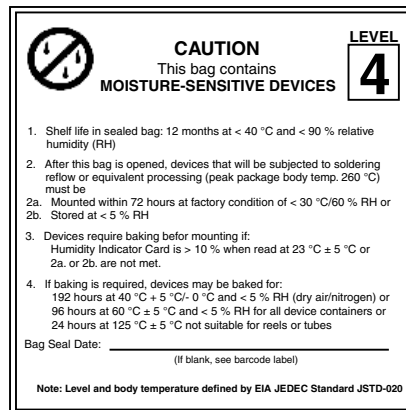 CAUTION
This bag contains
MOISTURE-SENSITIVE DEVICES
LEVEL
4
1. Shelf life in sealed bag: 12 months at < 40 °C and < 90 % relative
humidity (RH)
2. After this bag is opened, devices that will be subjected to soldering
reflow or equivalent processing (peak package body temp. 260 °C)
must be
2a. Mounted within 72 hours at factory condition of < 30 °C/60 % RH or
2b. Stored at < 5 % RH
3. Devices require baking befor mounting if:
Humidity Indicator Card is > 10 % when read at 23 °C ± 5 °C or
2a. or 2b. are not met.
4. If baking is required, devices may be baked for:
192 hours at 40 °C + 5 °C/- 0 °C and < 5 % RH (dry air/nitrogen) or
96 hours at 60 °C ± 5 °C and < 5 % RH for all device containers or
24 hours at 125 °C ± 5 °C not suitable for reels or tubes
Bag Seal Date:
(If blank, see barcode label)
Note: Level and body temperature defined by EIA JEDEC Standard JSTD-020